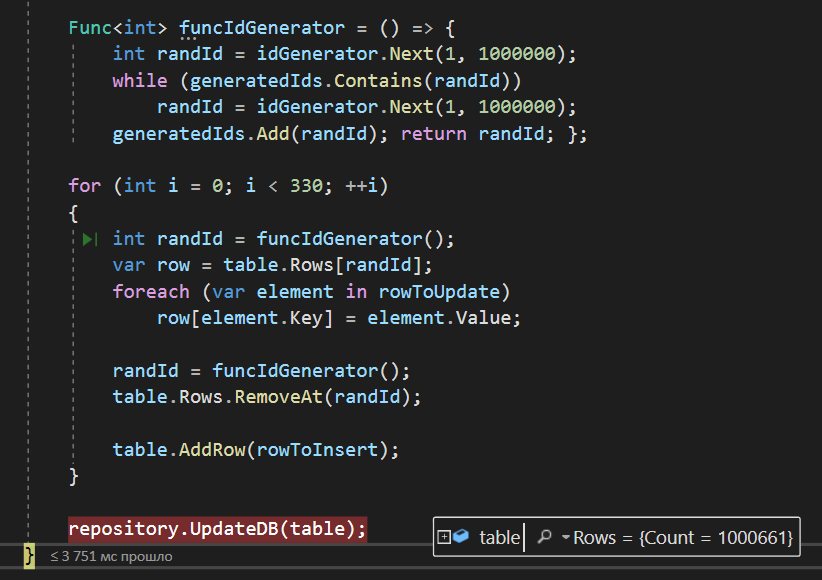 Func<int> funcIdGenerator = () => {
int randId = idGenerator.Next(1, 1000000);
while (generatedIds.Contains(randId))
randId = idGenerator.Next(1, 1000000);
generatedIds.Add(randId); return randId; };
for (int i = 0; i < 330; ++i)
{
int randId = funcIdGenerator();
var row = table.Rows[randId];
foreach (var element in rowToUpdate)
row[element.Key] = element.Value;
randId = funcIdGenerator();
table.Rows.RemoveAt(randId);
table.AddRow(rowToInsert);
}
repository.UpdateDB(table);
table Rows = {Count = 1000661}
} ≤ 3 751 мс прошло